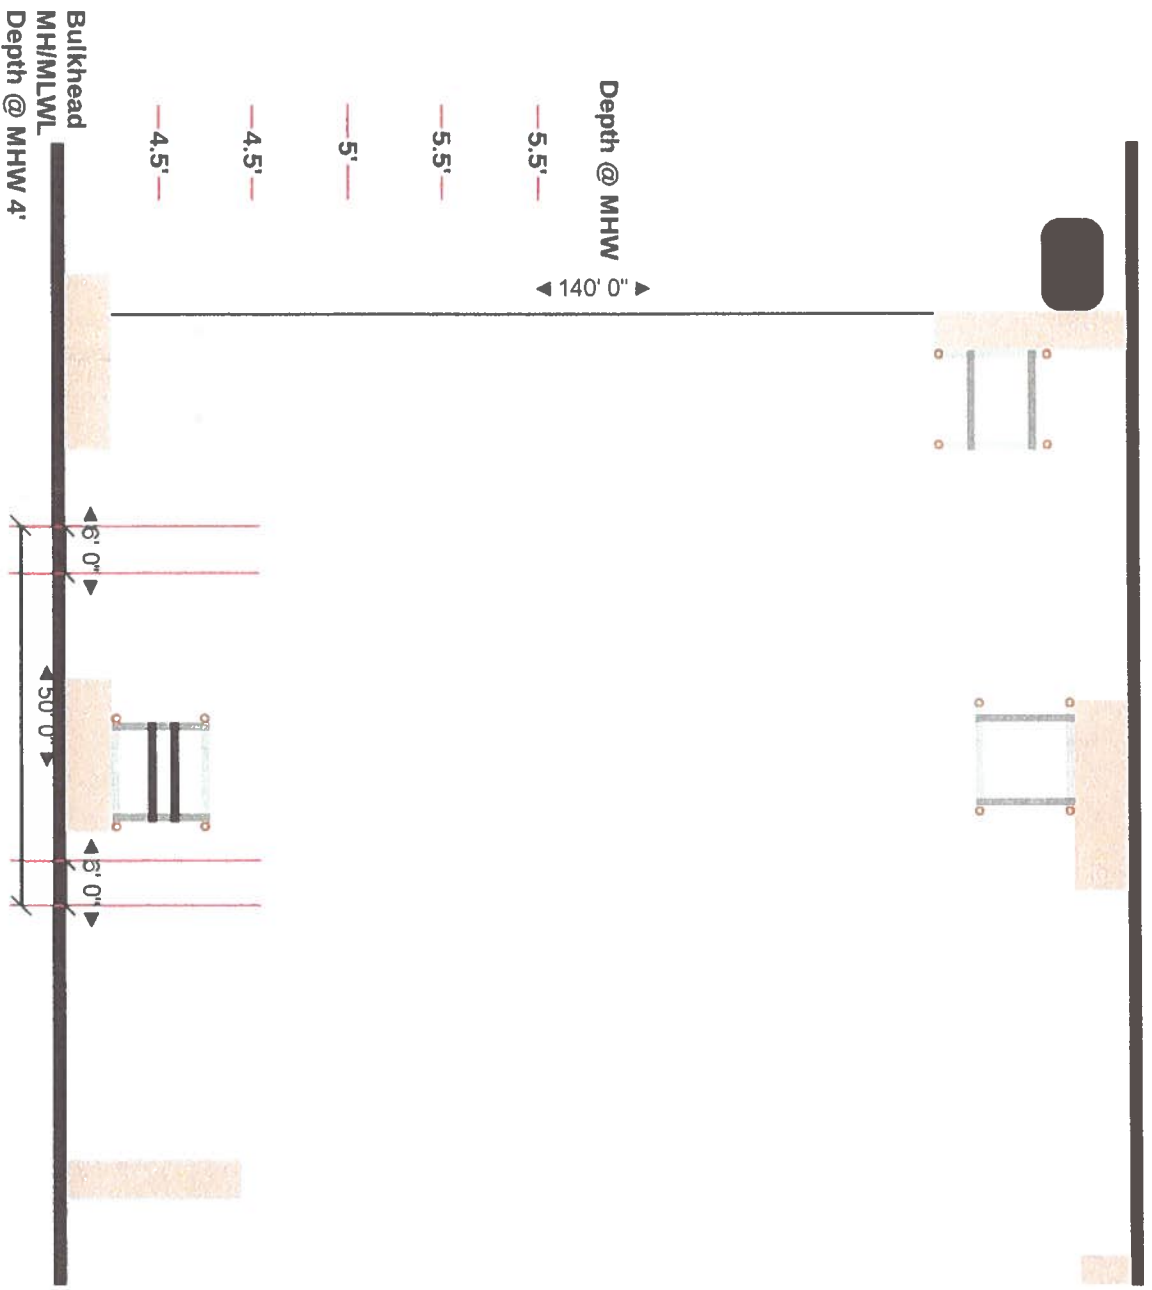 Depth @ MHW
5.5'
5.5'
5'
4.5'
4.5'
Bulkhead
MH/MLWL
Depth @ MHW 4'
140' 0"
6' 0"
50' 0"
6' 0"